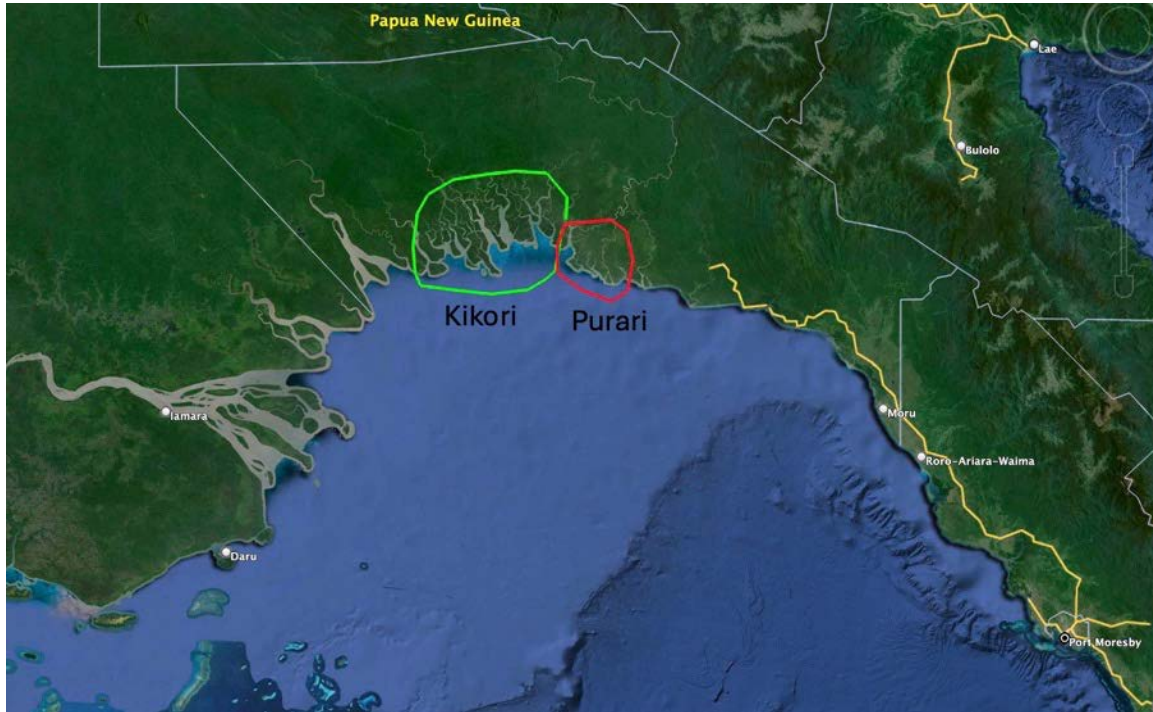 Papua New Guinea
Lae
Bulolo
Kikori
Purari
Iamara
Moru
Roro-Ariara-Waima
Daru
Port Moresby